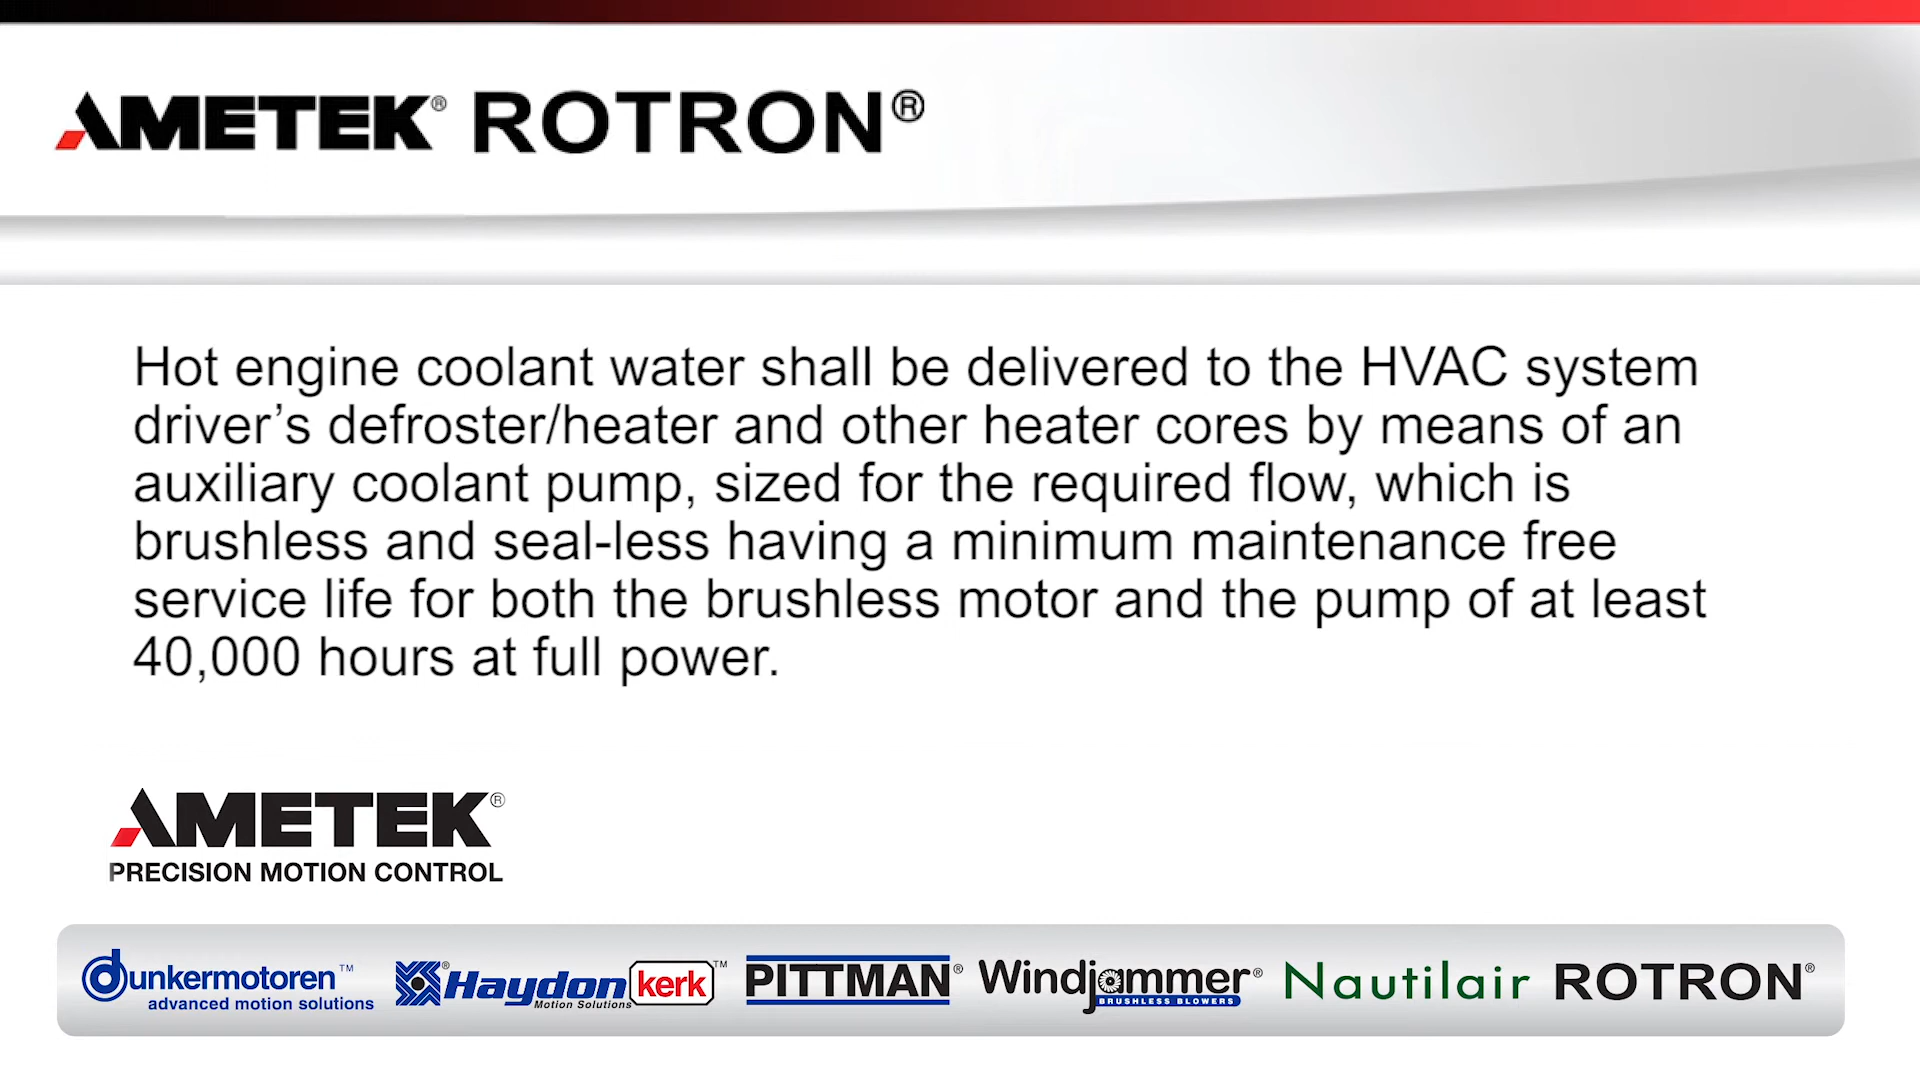 AMETEK® ROTRON®
Hot engine coolant water shall be delivered to the HVAC system
driver’s defroster/heater and other heater cores by means of an
auxiliary coolant pump, sized for the required flow, which is
brushless and seal-less having a minimum maintenance free
service life for both the brushless motor and the pump of at least
40,000 hours at full power.
AMETEK®
PRECISION MOTION CONTROL
dunkermotoren™
advanced motion solutions
®Haydon kerk™
Motion Solutions
PITTMAN®
Windjammer®
BRUSHLESS BLOWERS
Nautilair
ROTRON®